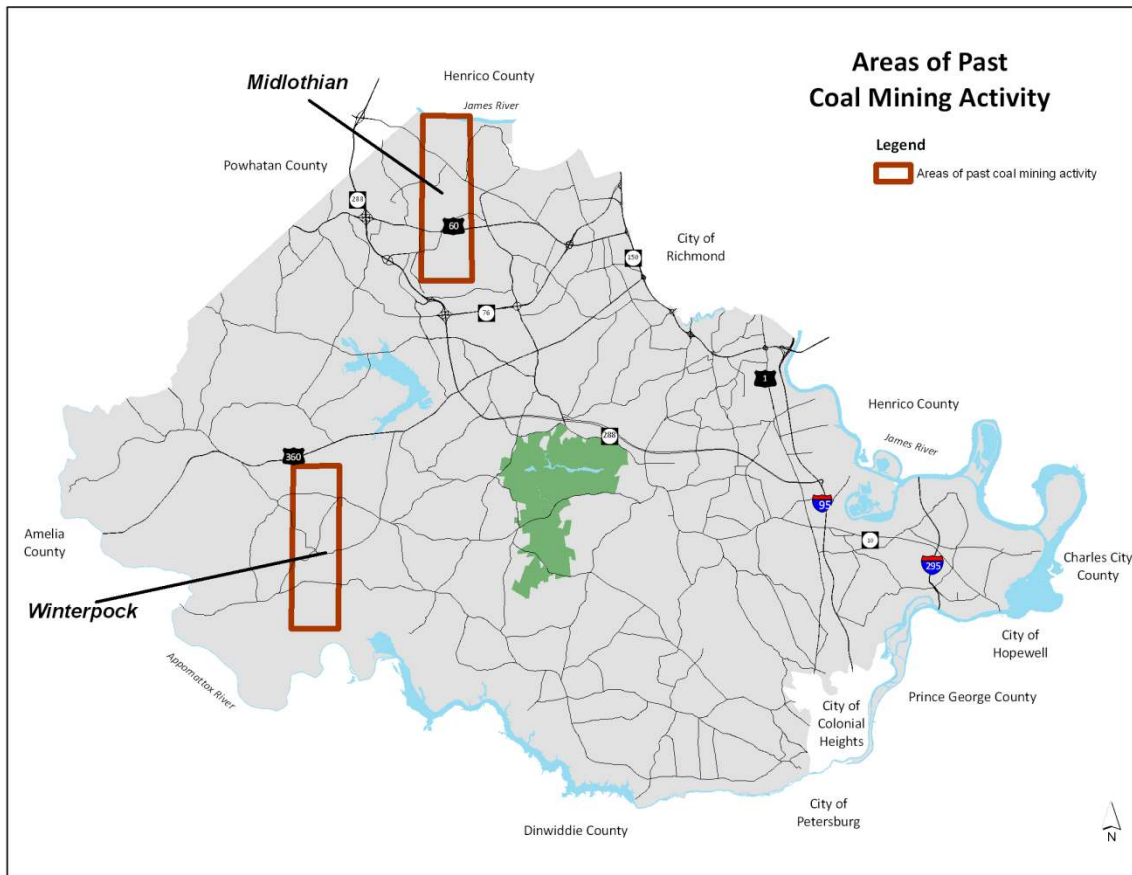 Areas of Past
Coal Mining Activity
Legend
Areas of past coal mining activity
Midlothian
Henrico County
James River
Powhatan County
288
60
City of
Richmond
150
76
1
Henrico County
James River
288
360
95
10
295
Amelia
County
Charles City
County
Winterpock
City of
Hopewell
Appomattox River
Prince George County
City of
Colonial
Heights
City of
Petersburg
Dinwiddie County
N